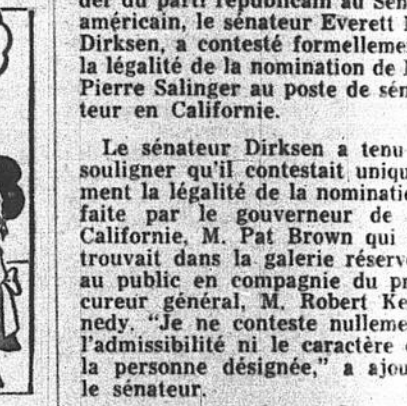 der du parti républicain au Sén
américain, le sénateur Everett
Dirksen, a contesté formelleme
la légalité de la nomination de
Pierre Salinger au poste de sén
teur en Californie.
Le sénateur Dirksen a tenu
souligner qu'il contestait uniqu
ment la légalité de la nominatio
faite par le gouverneur de
Californie, M. Pat Brown qui
trouvait dans la galerie réserv
au public en compagnie du pr
cureur général, M. Robert Ke
nedy. "Je ne conteste nulleme
l'admissibilité ni le caractère
la personne désignée," a ajou
le sénateur.